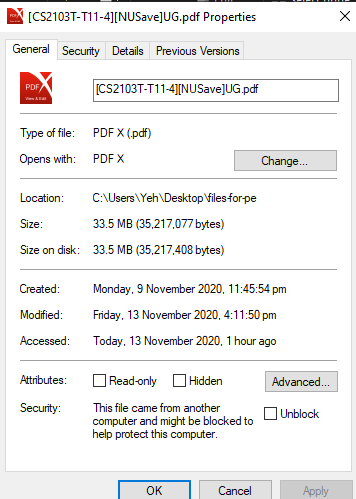 [CS2103T-T11-4][NUSave]UG.pdf Properties
General Security Details Previous Versions
PDF X
View & Edit
[CS2103T-T11-4][NUSave]UG.pdf
Type of file: PDF X (.pdf)
Opens with: PDF X Change...
Location: C:\Users\Yeh\Desktop\files-for-pe
Size: 33.5 MB (35,217,077 bytes)
Size on disk: 33.5 MB (35,217,408 bytes)
Created: Monday, 9 November 2020, 11:45:54 pm
Modified: Friday, 13 November 2020, 4:11:50 pm
Accessed: Today, 13 November 2020, 1 hour ago
Attributes: Read-only Hidden Advanced...
Security: This file came from another Unblock
computer and might be blocked to
help protect this computer.
OK Cancel Apply